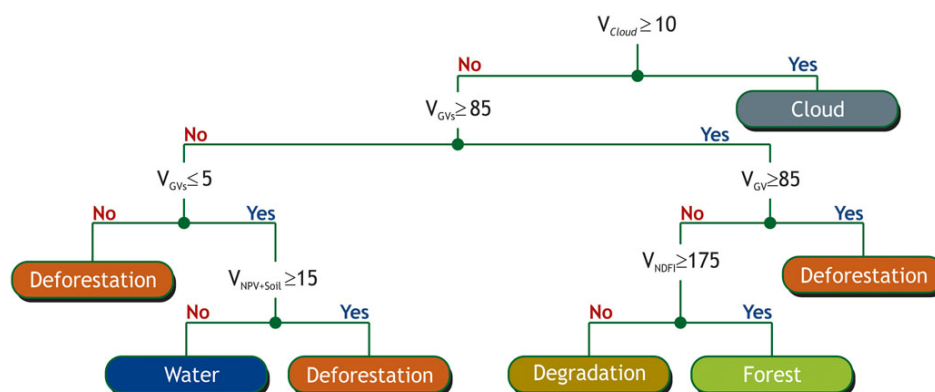 V_Cloud≥10
No
Yes
V_GVs≥85
Cloud
No
Yes
V_GVs≤5
V_GV≥85
No
Yes
No
Yes
Deforestation
V_NPV+Soil≥15
V_NDFI≥175
Deforestation
No
Yes
No
Yes
Water
Deforestation
Degradation
Forest